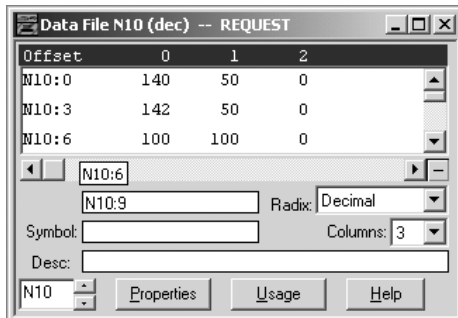 Data File N10 (dec) -- REQUEST
Offset 0 1 2
N10:0 140 50 0
N10:3 142 50 0
N10:6 100 100 0
N10:6
N10:9 Radix: Decimal
Symbol: Columns: 3
Desc:
N10 Properties Usage Help